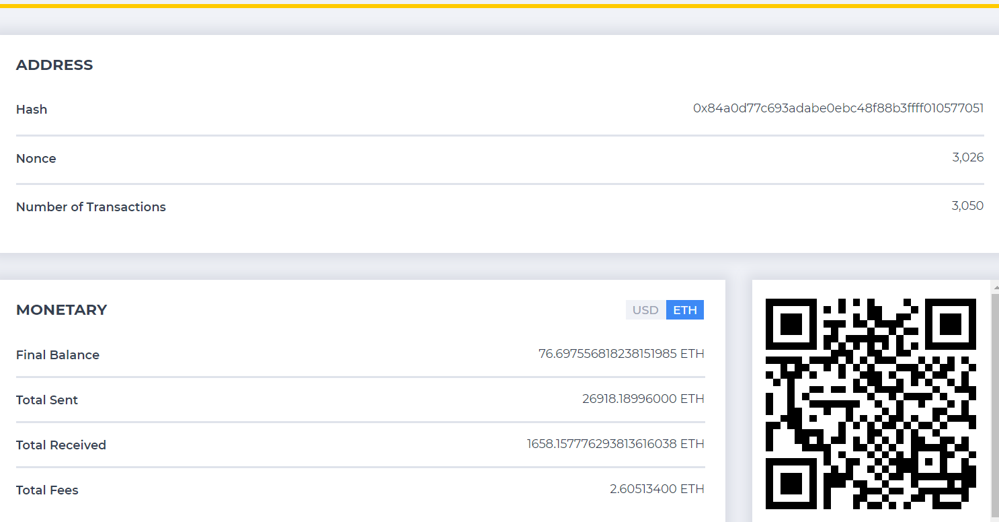 ADDRESS
Hash 0x84a0d77c693adabe0ebc48f88b3ffff010577051
Nonce 3,026
Number of Transactions 3,050
MONETARY USD ETH
Final Balance 76.697556818238151985 ETH
Total Sent 26918.18996000 ETH
Total Received 1658.157776293813616038 ETH
Total Fees 2.60513400 ETH